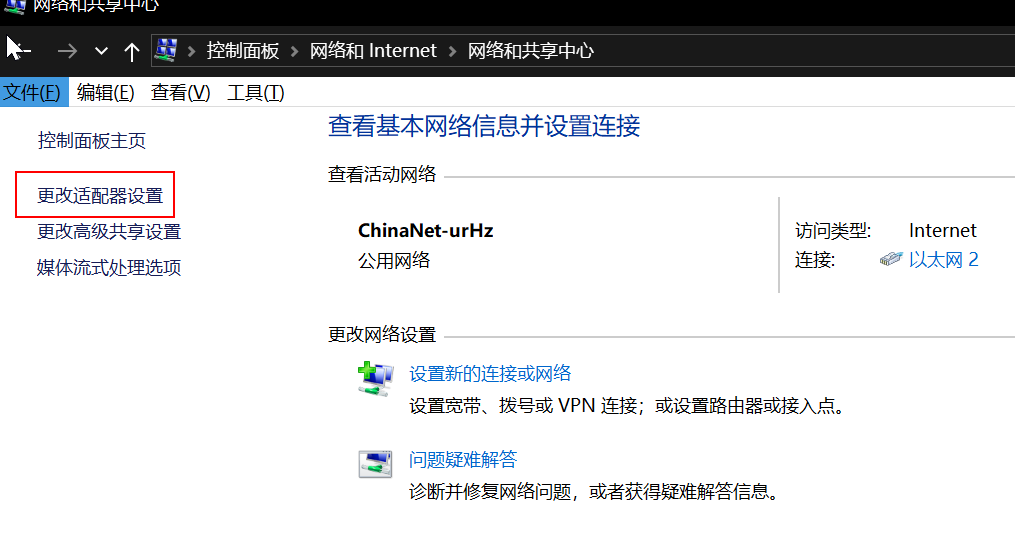 网络和共享中心
控制面板 网络和 Internet 网络和共享中心
文件(F) 编辑(E) 查看(V) 工具(T)
控制面板主页
更改适配器设置
更改高级共享设置
媒体流式处理选项
查看基本网络信息并设置连接
查看活动网络
ChinaNet-urHz
公用网络
访问类型: Internet
连接: 以太网 2
更改网络设置
设置新的连接或网络
设置宽带、拨号或 VPN 连接；或设置路由器或接入点。
问题疑难解答
诊断并修复网络问题，或者获得疑难解答信息。